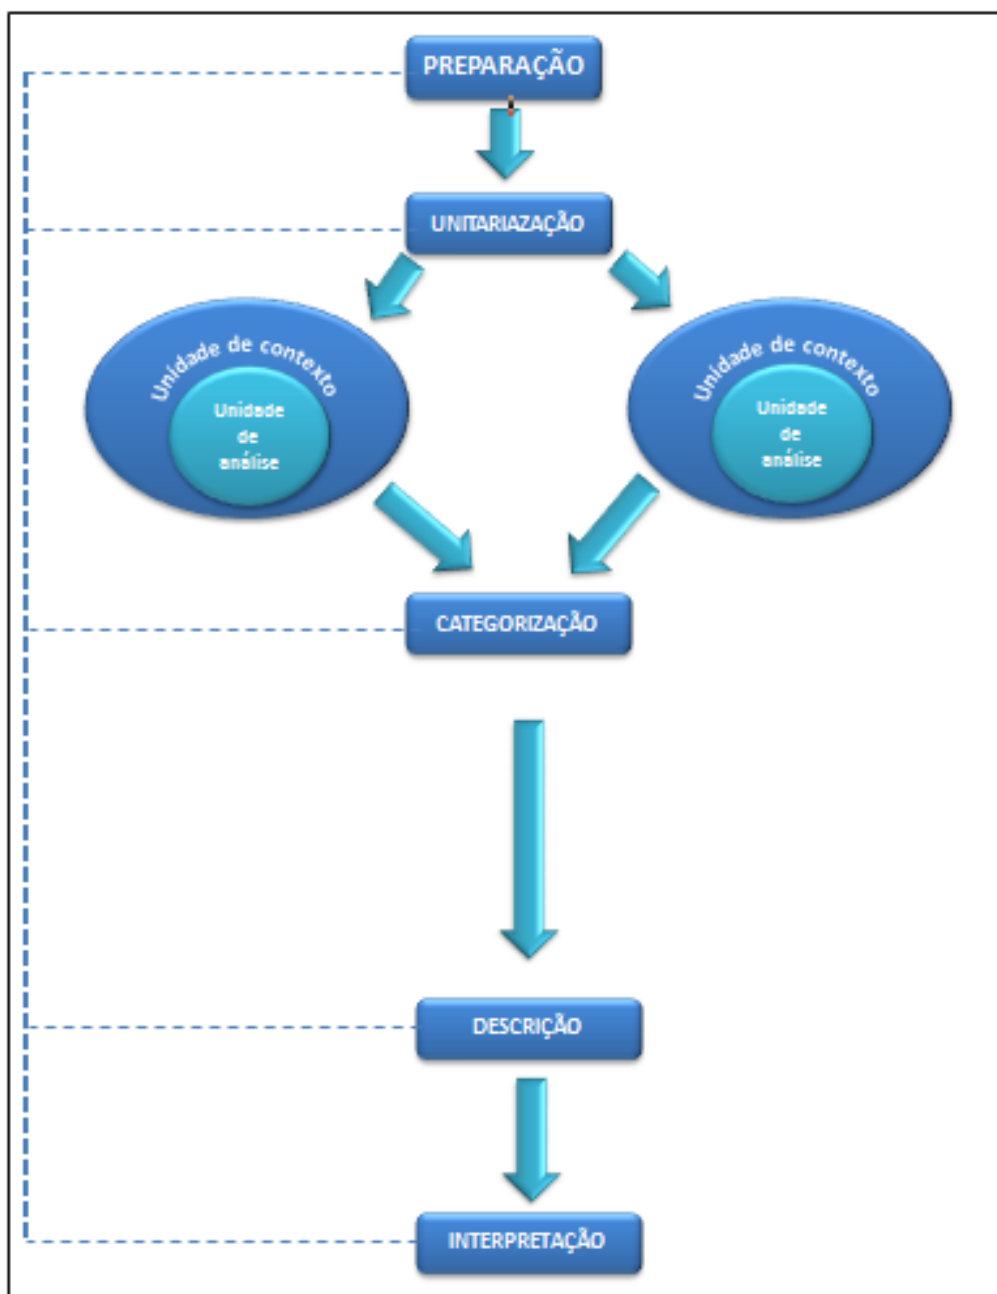 PREPARAÇÃO
UNITARIAZAÇÃO
Unidade de contexto
Unidade
de
análise
Unidade de contexto
Unidade
de
análise
CATEGORIZAÇÃO
DESCRIÇÃO
INTERPRETAÇÃO